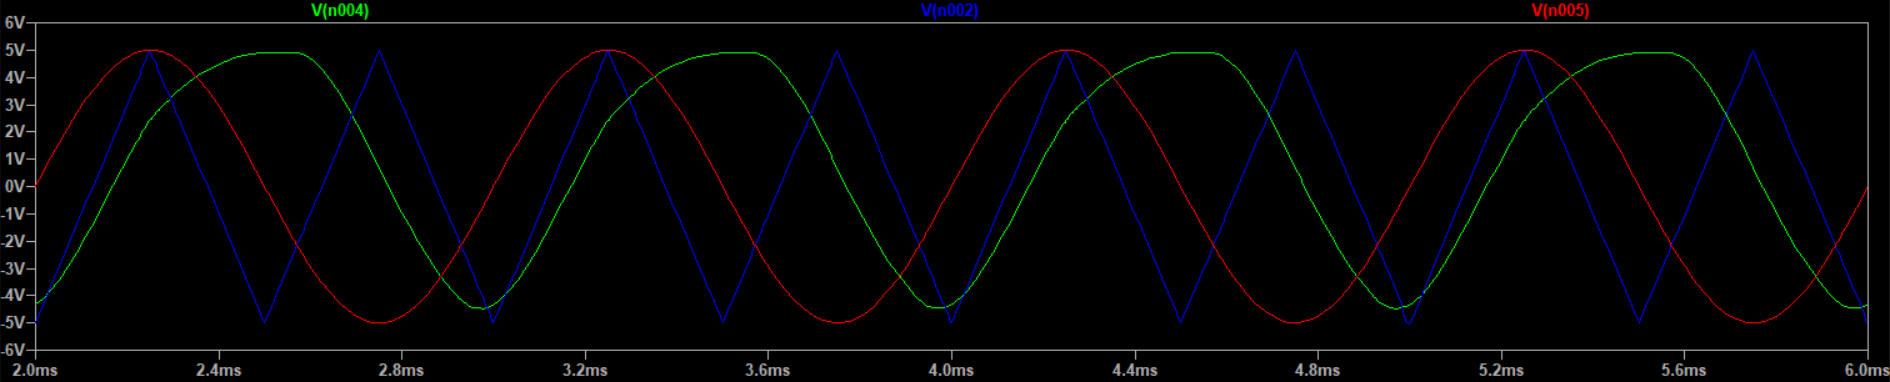 V(n004) V(n002) V(n005)
6V
5V
4V
3V
2V
1V
0V
-1V
-2V
-3V
-4V
-5V
-6V
2.0ms 2.4ms 2.8ms 3.2ms 3.6ms 4.0ms 4.4ms 4.8ms 5.2ms 5.6ms 6.0ms